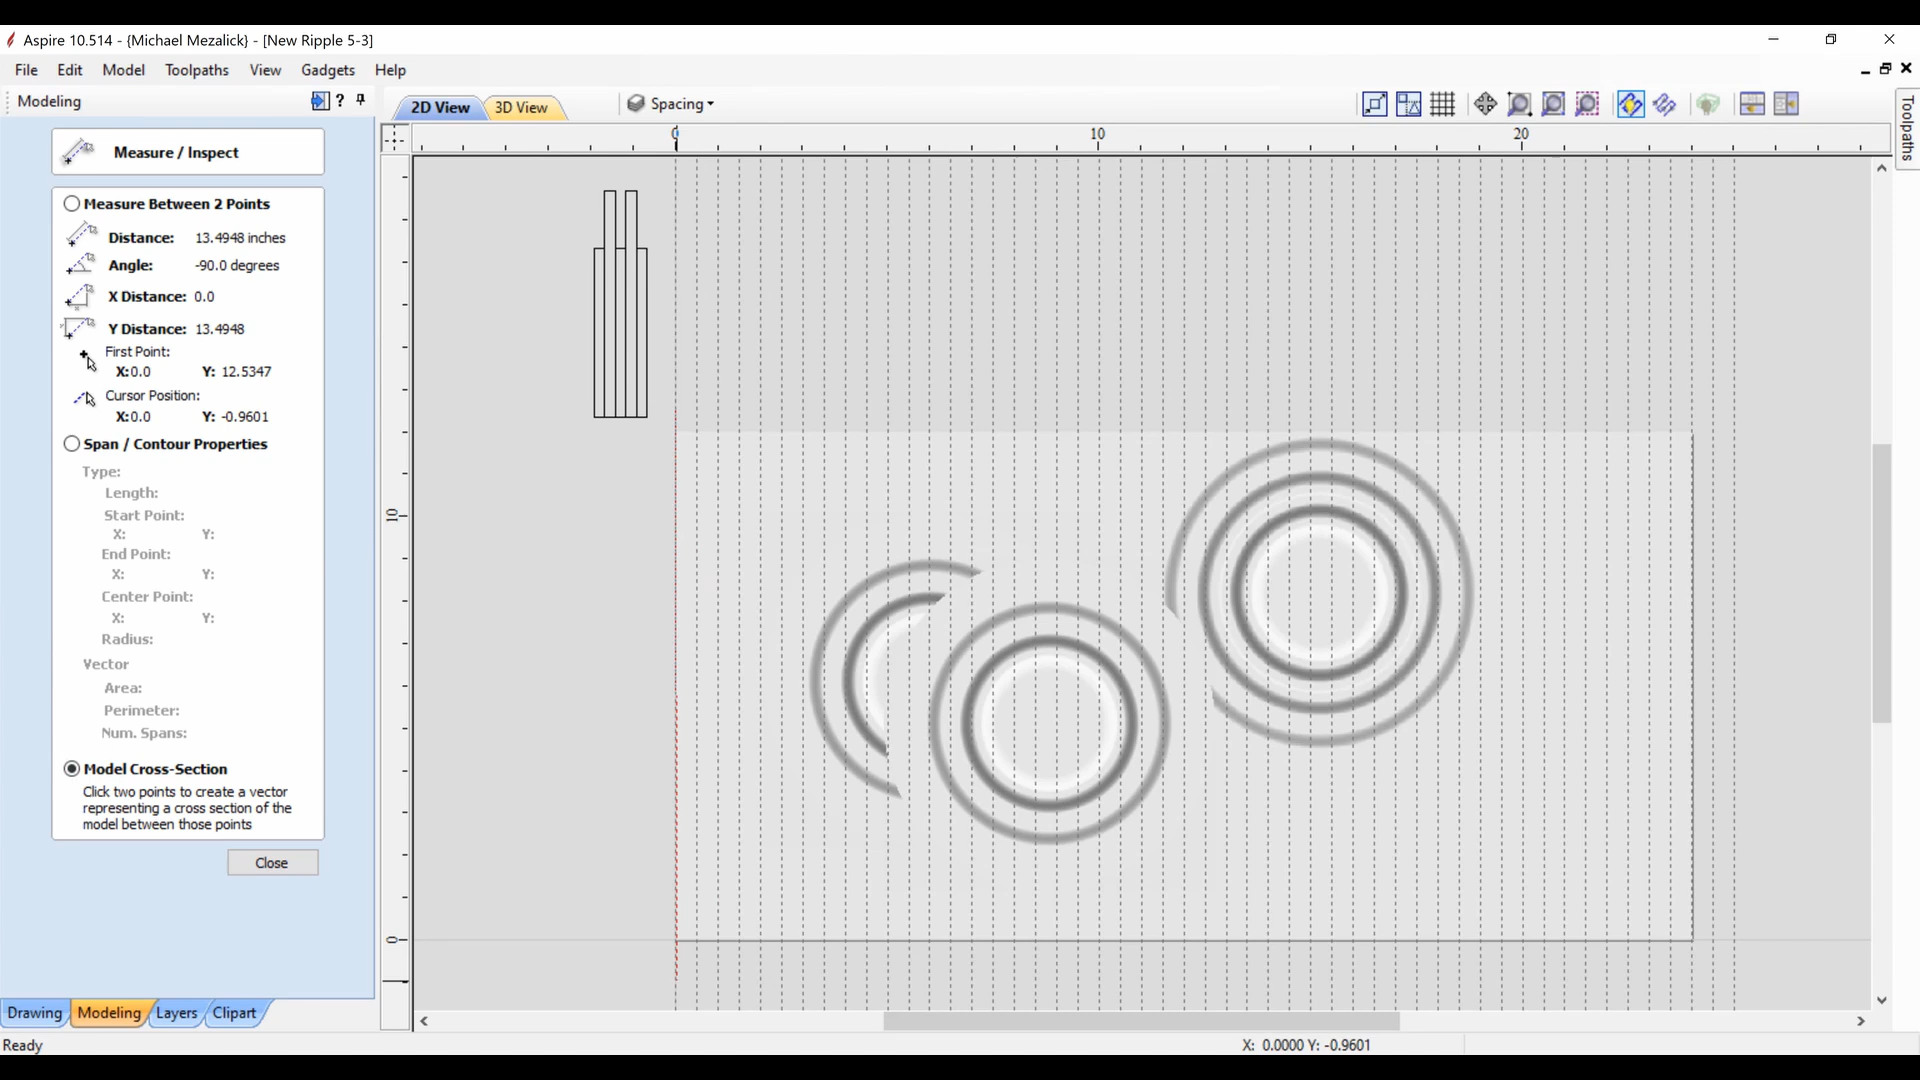 Aspire 10.514 - {Michael Mezalick} - [New Ripple 5-3]
File Edit Model Toolpaths View Gadgets Help
Modeling
?
2D View 3D View Spacing
Toolpaths
0 10 20
Measure / Inspect
Measure Between 2 Points
Distance: 13.4948 inches
Angle: -90.0 degrees
X Distance: 0.0
Y Distance: 13.4948
First Point:
X:0.0 Y: 12.5347
Cursor Position:
X:0.0 Y: -0.9601
Span / Contour Properties
Type:
Length:
Start Point:
X: Y:
End Point:
X: Y:
Center Point:
X: Y:
Radius:
Vector
Area:
Perimeter:
Num. Spans:
Model Cross-Section
Click two points to create a vector
representing a cross section of the
model between those points
Close
10
0
Drawing Modeling Layers Clipart
Ready
X: 0.0000 Y: -0.9601